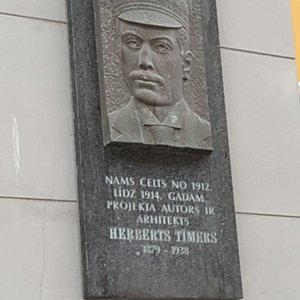 NAMS CELTS NO 1912.
LĪDZ 1914. GADAM.
PROJEKTA AUTORS IR
ARHITEKTS
HERBERTS TĪMERS
1879 - 1938